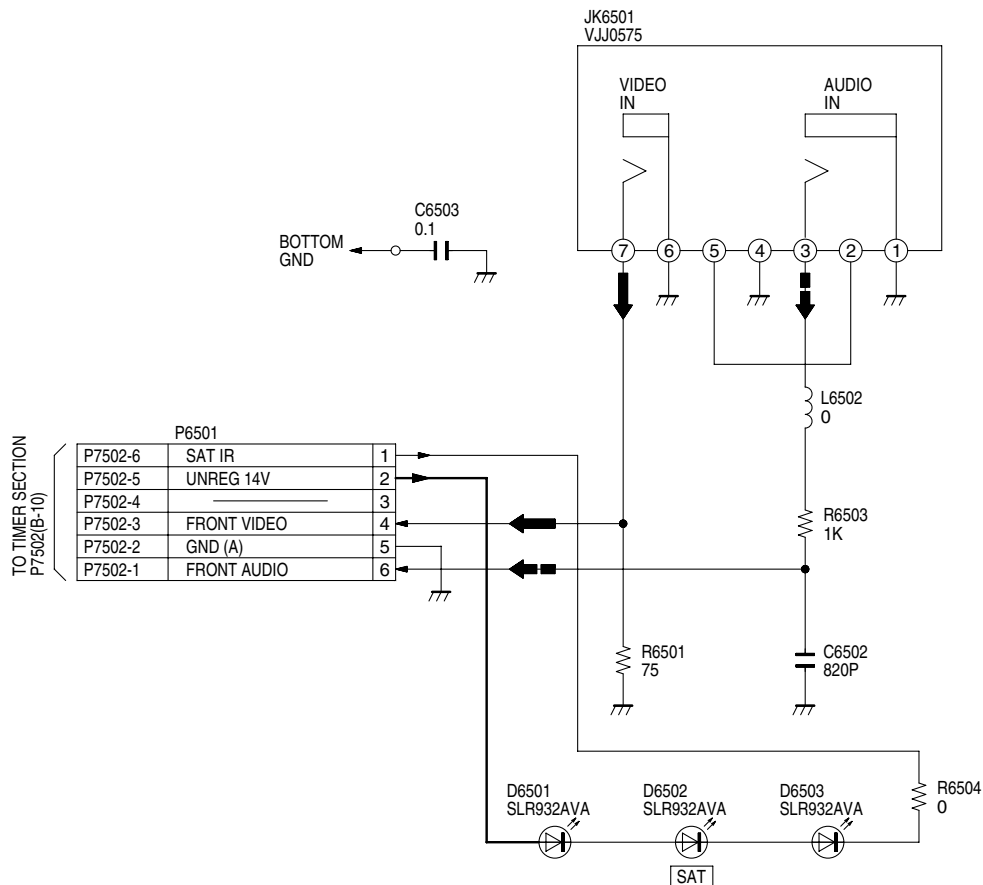 JK6501
VJJ0575
VIDEO
IN
AUDIO
IN
C6503
0.1
BOTTOM
GND
7 6 5 4 3 2 1
L6502
0
P6501
TO TIMER SECTION
P7502(B-10)
P7502-6 SAT IR 1
P7502-5 UNREG 14V 2
P7502-4 3
P7502-3 FRONT VIDEO 4
P7502-2 GND (A) 5
P7502-1 FRONT AUDIO 6
R6503
1K
R6501
75
C6502
820P
R6504
0
D6501
SLR932AVA
D6502
SLR932AVA
D6503
SLR932AVA
SAT